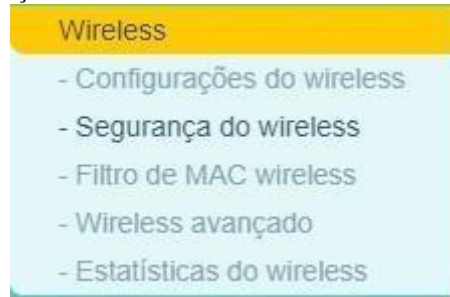 Wireless
- Configurações do wireless
- Segurança do wireless
- Filtro de MAC wireless
- Wireless avançado
- Estatísticas do wireless